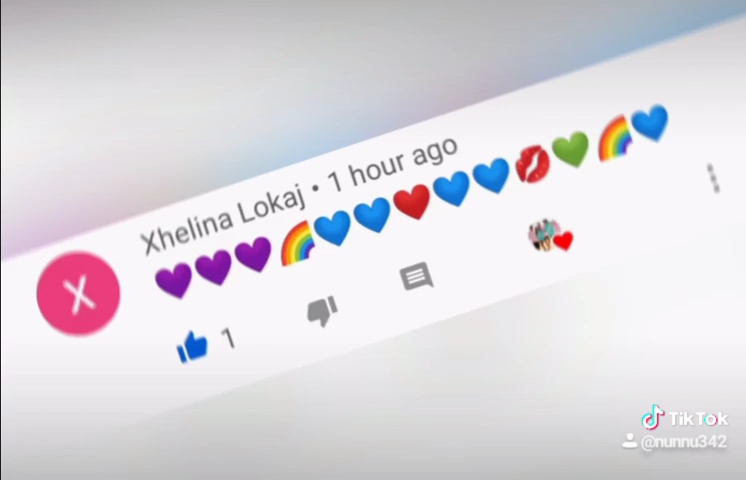 Xhelina Lokaj • 1 hour ago
💜💜💜🌈💙💙❤️💙💙💋💚🌈💙
X
1
TikTok
@nunnu342